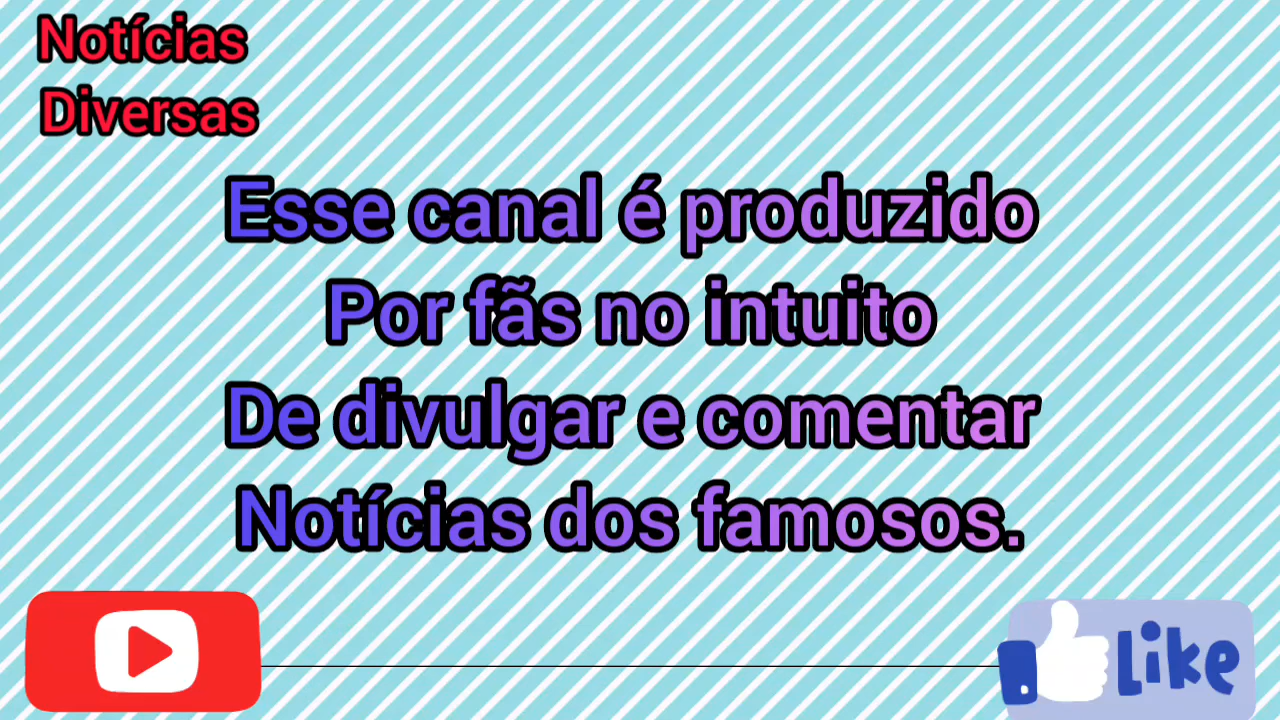 Notícias
Diversas
Esse canal é produzido
Por fãs no intuito
De divulgar e comentar
Notícias dos famosos.
Like